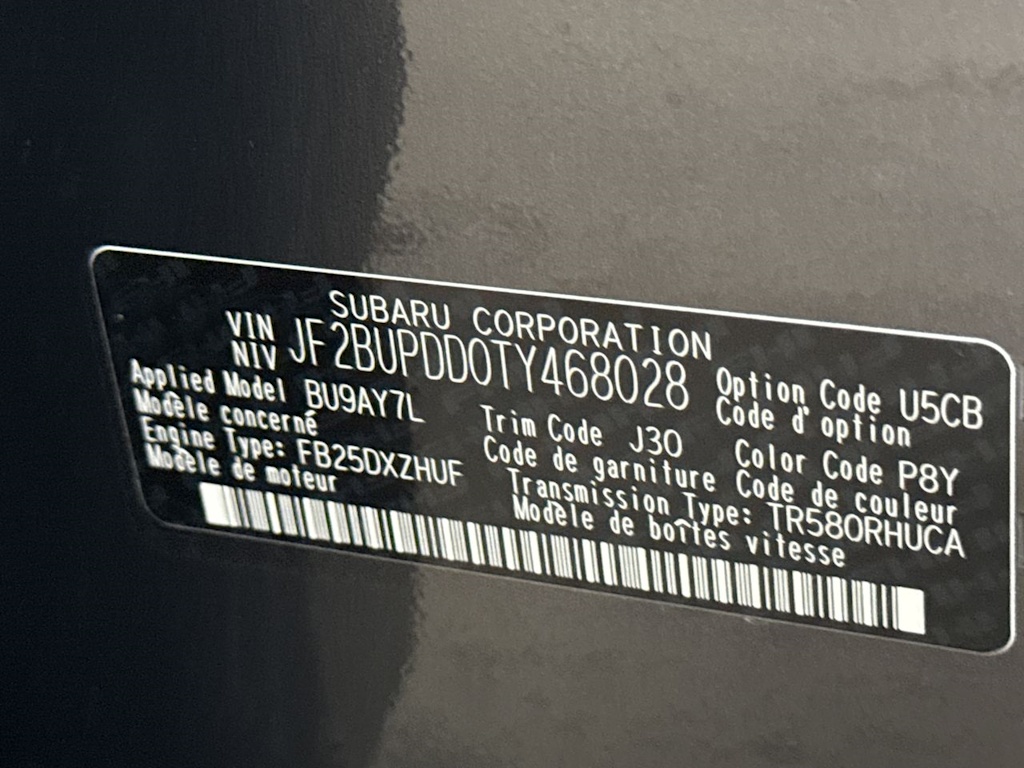 SUBARU CORPORATION
VIN
NIV JF2BUPDD0TY468028
Option Code U5CB
Code d'option
Applied Model BU9AY7L
Modèle concerné
Trim Code J30
Code de garniture
Color Code P8Y
Code de couleur
Engine Type: FB25DXZHUF
Modèle de moteur
Transmission Type: TR580RHUCA
Modèle de boîtes vitesse